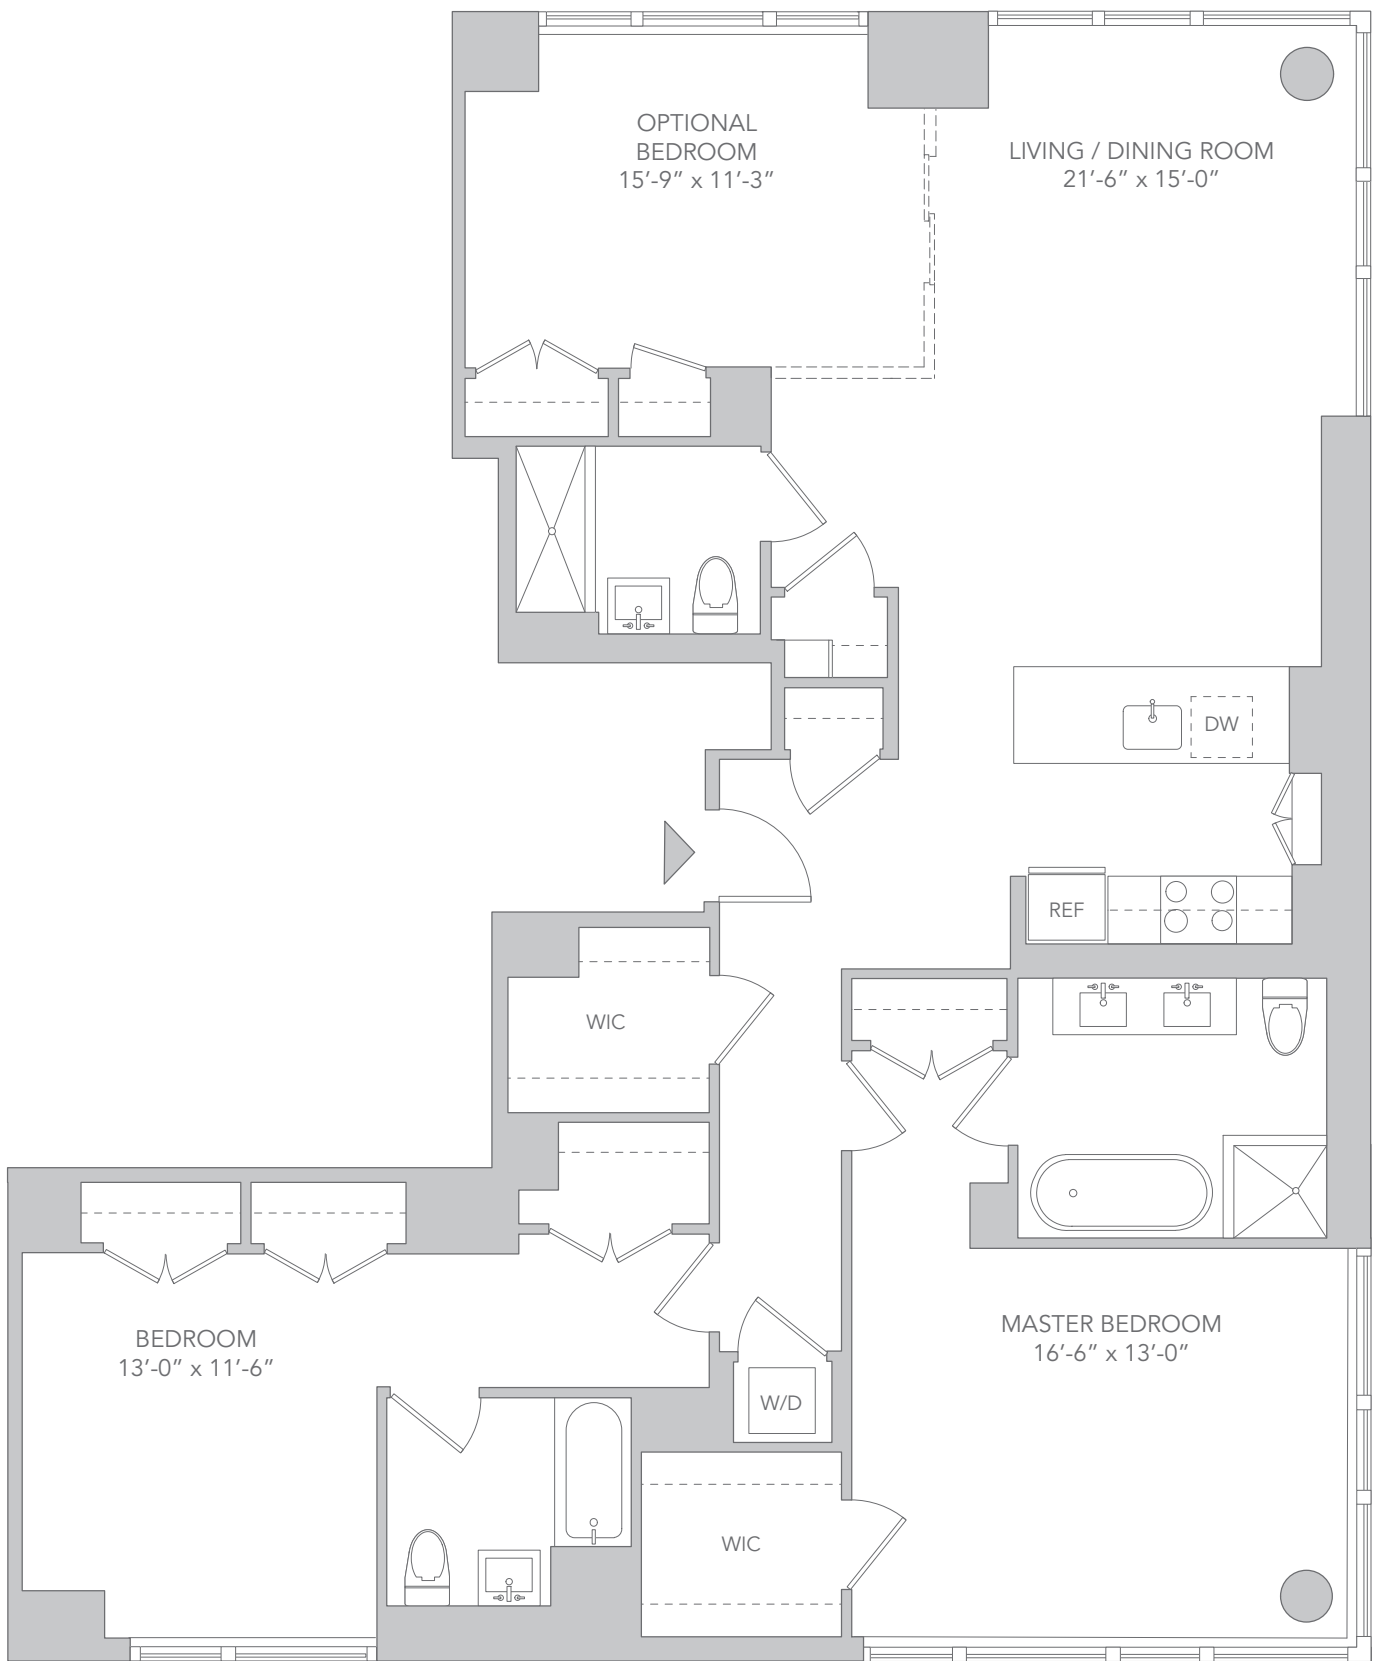 OPTIONAL
BEDROOM
15’-9” x 11’-3”
LIVING / DINING ROOM
21’-6” x 15’-0”
DW
REF
WIC
BEDROOM
13’-0” x 11’-6”
MASTER BEDROOM
16’-6” x 13’-0”
W/D
WIC